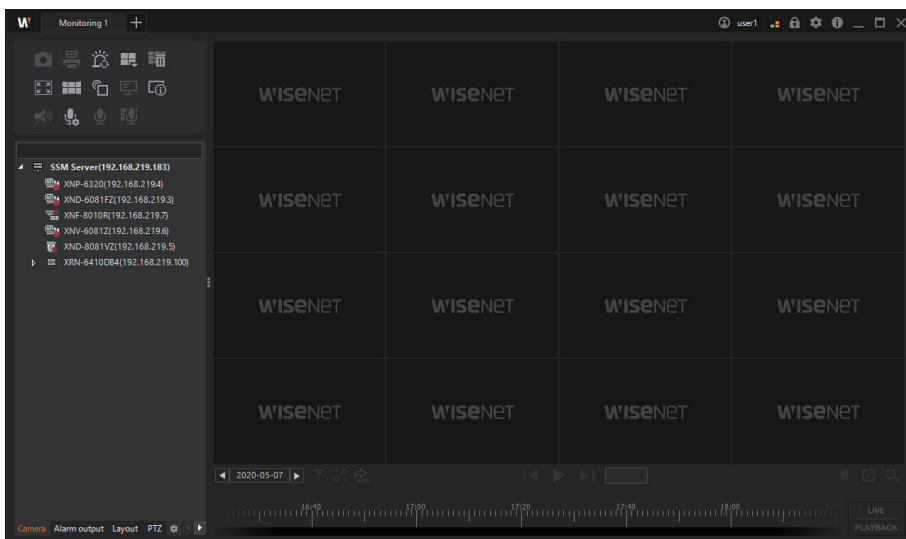 W Monitoring 1 user1
WISENET WISENET WISENET WISENET
SSM Server(192.168.219.183)
XNP-6320(192.168.219.4)
XND-6081FZ(192.168.219.3)
WISENET WISENET WISENET WISENET
XNF-8010R(192.168.219.7)
XNV-6081Z(192.168.219.6)
XND-8081VZ(192.168.219.5)
XRN-6410DB4(192.168.219.100)
WISENET WISENET WISENET WISENET
WISENET WISENET WISENET WISENET
2020-05-07
AUTO
16:40 17:00 17:20 17:40 18:00
LIVE
Camera Alarm output Layout PTZ PLAYBACK